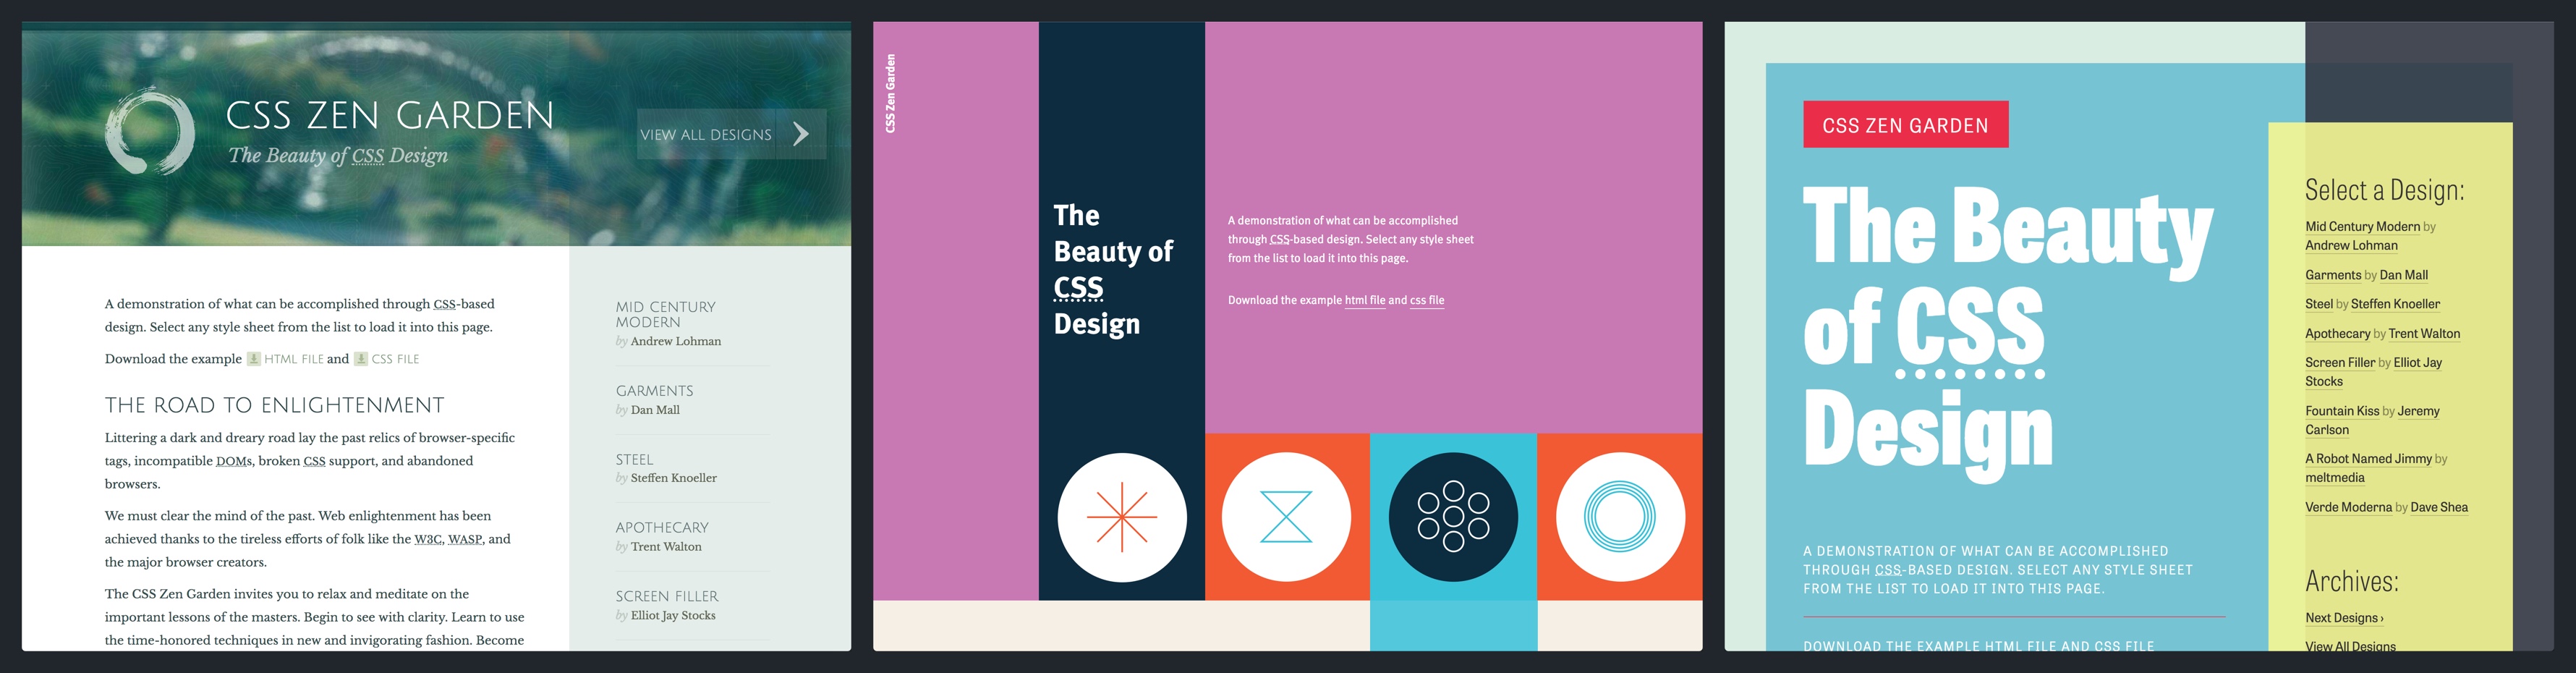 CSS ZEN GARDEN
The Beauty of CSS Design
VIEW ALL DESIGNS
A demonstration of what can be accomplished through CSS-based
design. Select any style sheet from the list to load it into this page.
Download the example HTML FILE and CSS FILE
THE ROAD TO ENLIGHTENMENT
Littering a dark and dreary road lay the past relics of browser-specific
tags, incompatible DOMs, broken CSS support, and abandoned
browsers.
We must clear the mind of the past. Web enlightenment has been
achieved thanks to the tireless efforts of folk like the W3C, WASP, and
the major browser creators.
The CSS Zen Garden invites you to relax and meditate on the
important lessons of the masters. Begin to see with clarity. Learn to use
the time-honored techniques in new and invigorating fashion. Become
MID CENTURY
MODERN
by Andrew Lohman
GARMENTS
by Dan Mall
STEEL
by Steffen Knoeller
APOTHECARY
by Trent Walton
SCREEN FILLER
by Elliot Jay Stocks
CSS Zen Garden
The
Beauty of
CSS
Design
A demonstration of what can be accomplished
through CSS-based design. Select any style sheet
from the list to load it into this page.
Download the example html file and css file
CSS ZEN GARDEN
The Beauty
of CSS
Design
A DEMONSTRATION OF WHAT CAN BE ACCOMPLISHED
THROUGH CSS-BASED DESIGN. SELECT ANY STYLE SHEET
FROM THE LIST TO LOAD IT INTO THIS PAGE.
DOWNLOAD THE EXAMPLE HTML FILE AND CSS FILE
Select a Design:
Mid Century Modern by
Andrew Lohman
Garments by Dan Mall
Steel by Steffen Knoeller
Apothecary by Trent Walton
Screen Filler by Elliot Jay
Stocks
Fountain Kiss by Jeremy
Carlson
A Robot Named Jimmy by
meltmedia
Verde Moderna by Dave Shea
Archives:
Next Designs ›
View All Designs